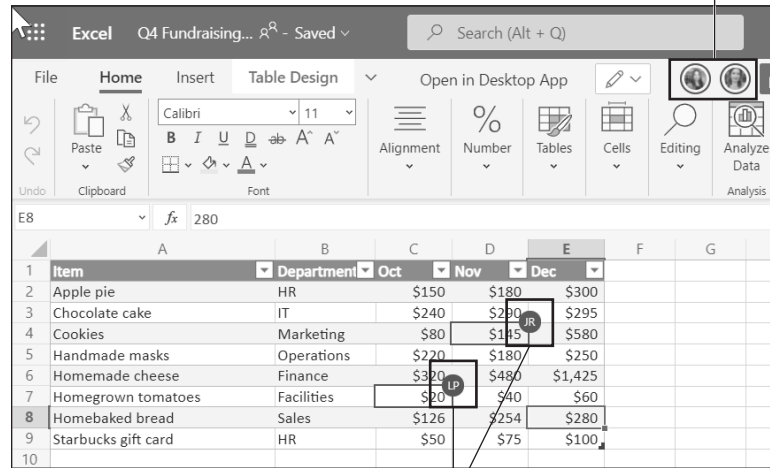 Excel Q4 Fundraising... - Saved Search (Alt + Q)
File Home Insert Table Design Open in Desktop App
Calibri 11
B I U D ab A A
A
Paste Alignment Number Tables Cells Editing Analyze
Data
Undo Clipboard Font Analysis
E8 fx 280
A B C D E F G
1 Item Department Oct Nov Dec
2 Apple pie HR $150 $180 $300
3 Chocolate cake IT $240 $290 $295
JR
4 Cookies Marketing $80 $145 $580
5 Handmade masks Operations $220 $180 $250
6 Homemade cheese Finance $320 $480 $1,425
LP
7 Homegrown tomatoes Facilities $20 $40 $60
8 Homebaked bread Sales $126 $254 $280
9 Starbucks gift card HR $50 $75 $100
10